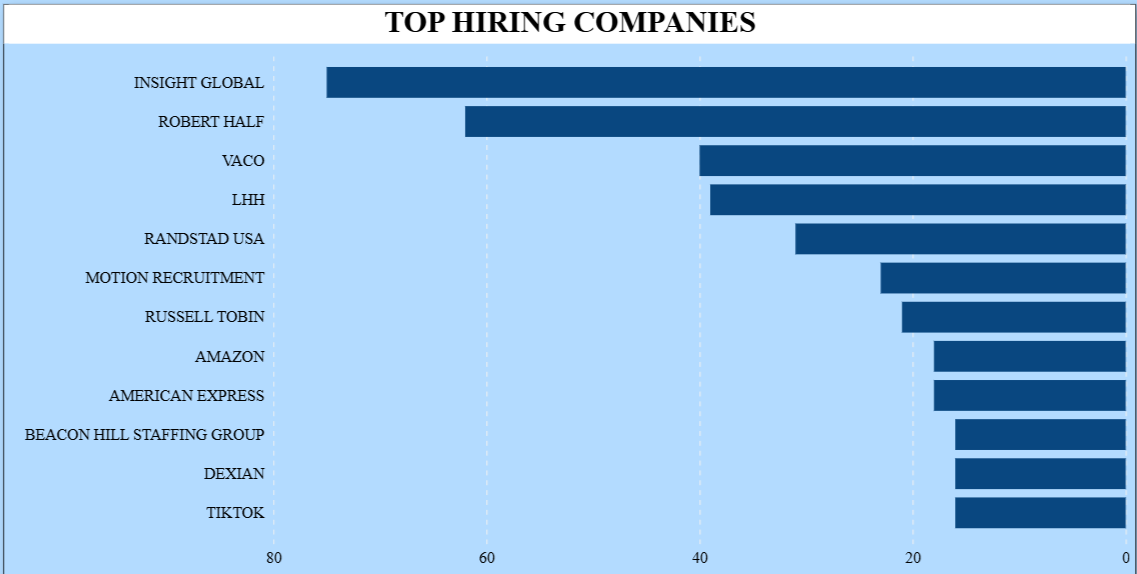 TOP HIRING COMPANIES
INSIGHT GLOBAL
ROBERT HALF
VACO
LHH
RANDSTAD USA
MOTION RECRUITMENT
RUSSELL TOBIN
AMAZON
AMERICAN EXPRESS
BEACON HILL STAFFING GROUP
DEXIAN
TIKTOK
80 60 40 20 0